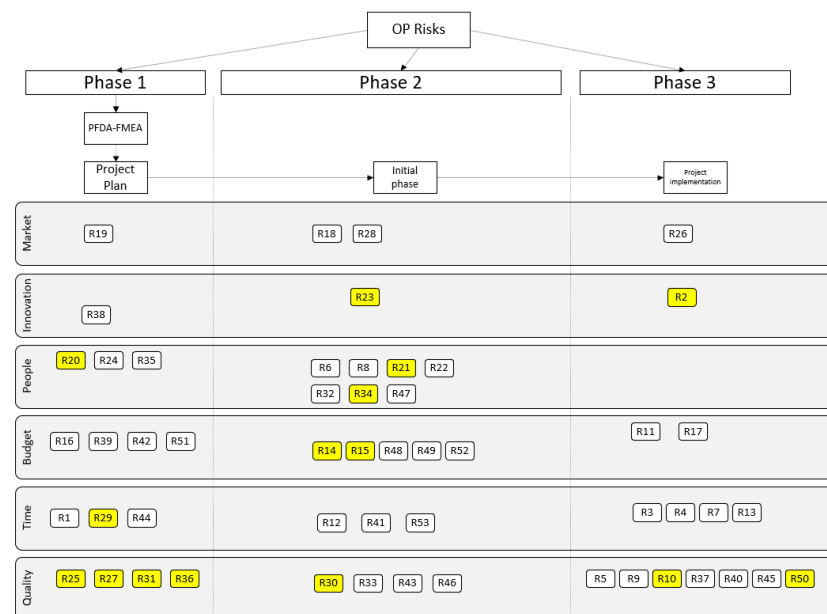 OP Risks
Phase 1 Phase 2 Phase 3
PFDA-FMEA
Project
Plan
Initial
phase
Project
implementation
Market
R19 R18 R28 R26
Innovation
R23 R2
R38
People
R20 R24 R35
R6 R8 R21 R22
R32 R34 R47
Budget
R11 R17
R16 R39 R42 R51
R14 R15 R48 R49 R52
Time
R3 R4 R7 R13
R1 R29 R44
R12 R41 R53
Quality
R25 R27 R31 R36
R30 R33 R43 R46
R5 R9 R10 R37 R40 R45 R50